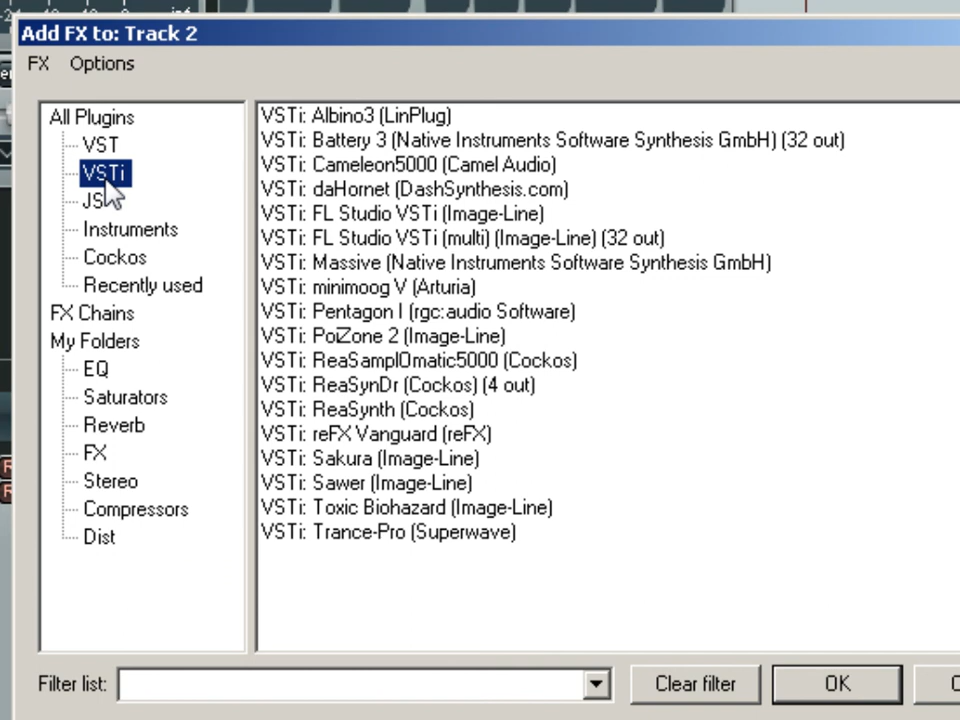 Add FX to: Track 2
FX Options
All Plugins
VST
VSTi
JS
Instruments
Cockos
Recently used
FX Chains
My Folders
EQ
Saturators
Reverb
FX
Stereo
Compressors
Dist
VSTi: Albino3 (LinPlug)
VSTi: Battery 3 (Native Instruments Software Synthesis GmbH) (32 out)
VSTi: Cameleon5000 (Camel Audio)
VSTi: daHornet (DashSynthesis.com)
VSTi: FL Studio VSTi (Image-Line)
VSTi: FL Studio VSTi (multi) (Image-Line) (32 out)
VSTi: Massive (Native Instruments Software Synthesis GmbH)
VSTi: minimoog V (Arturia)
VSTi: Pentagon I (rgc:audio Software)
VSTi: PoiZone 2 (Image-Line)
VSTi: ReaSamplOmatic5000 (Cockos)
VSTi: ReaSynDr (Cockos) (4 out)
VSTi: ReaSynth (Cockos)
VSTi: reFX Vanguard (reFX)
VSTi: Sakura (Image-Line)
VSTi: Sawer (Image-Line)
VSTi: Toxic Biohazard (Image-Line)
VSTi: Trance-Pro (Superwave)
Filter list: Clear filter OK